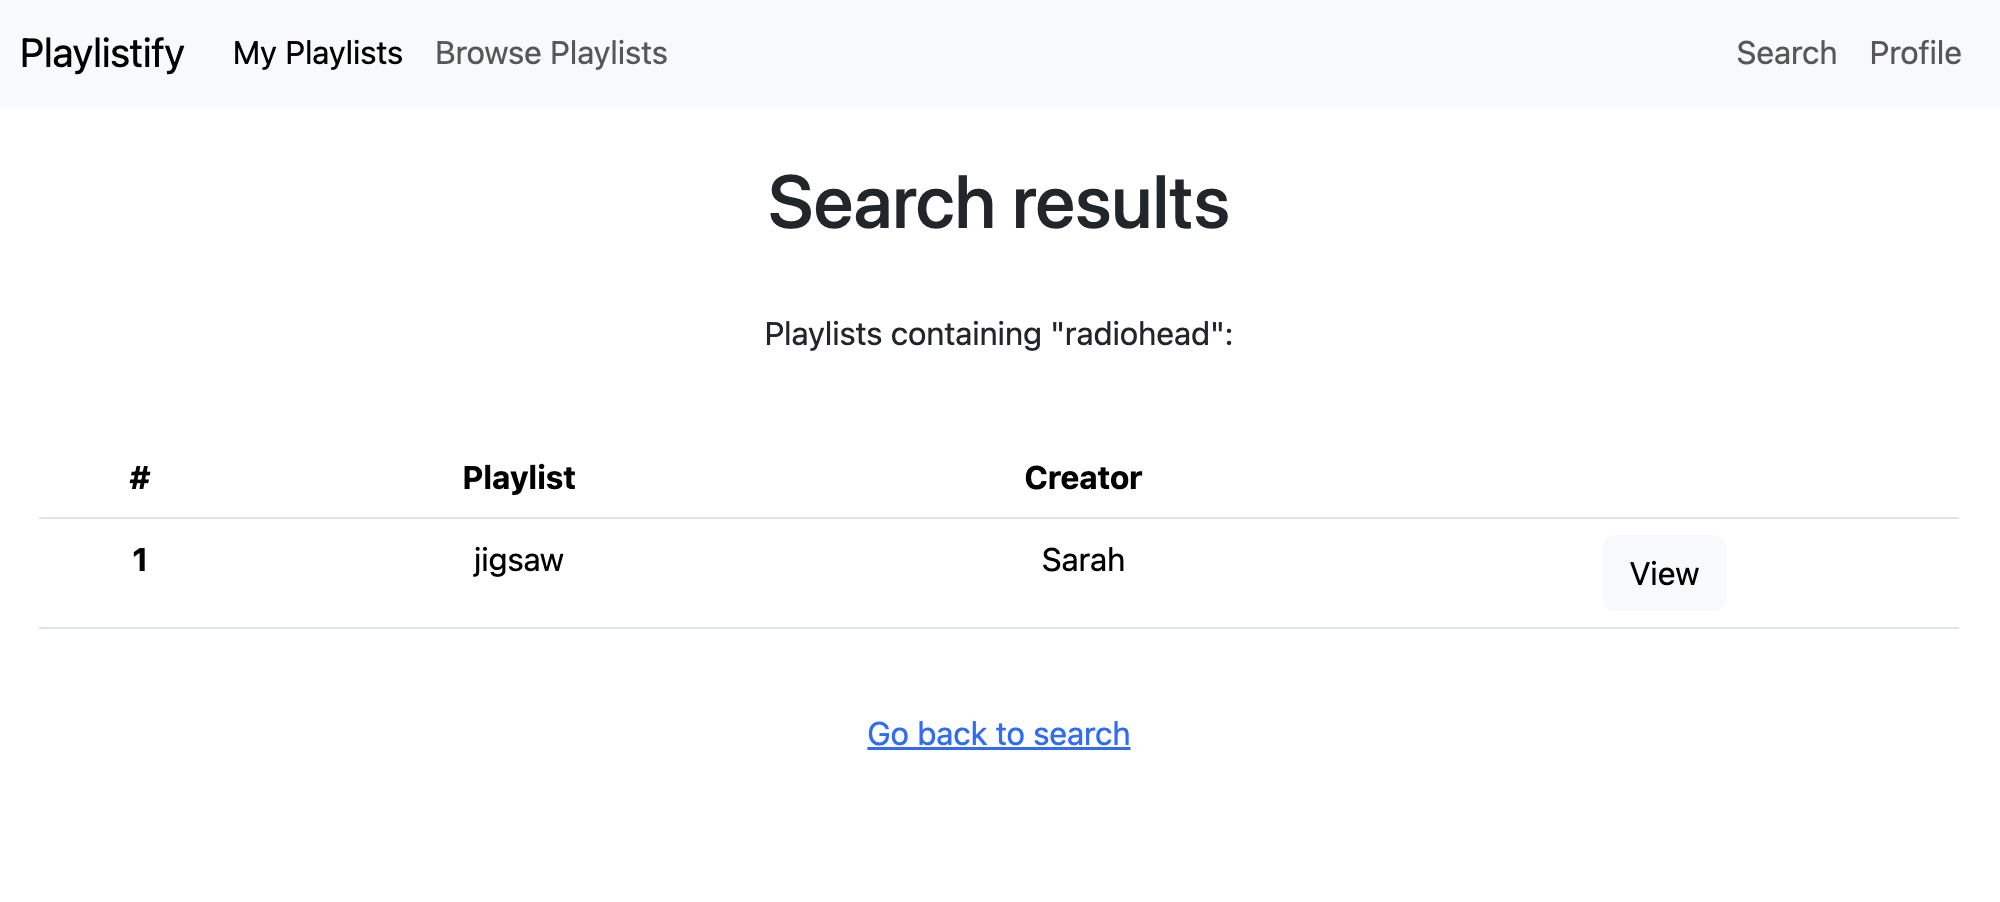 Playlistify My Playlists Browse Playlists Search Profile
Search results
Playlists containing "radiohead":
# Playlist Creator
1 jigsaw Sarah View
Go back to search